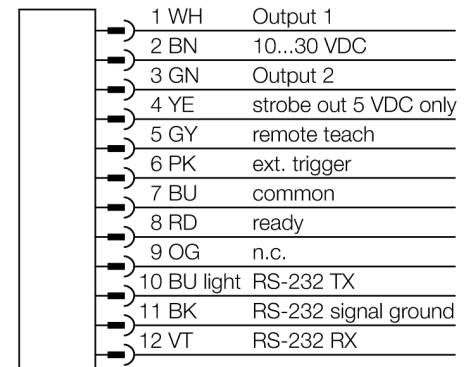 1 WH Output 1
2 BN 10...30 VDC
3 GN Output 2
4 YE strobe out 5 VDC only
5 GY remote teach
6 PK ext. trigger
7 BU common
8 RD ready
9 OG n.c.
10 BU light RS-232 TX
11 BK RS-232 signal ground
12 VT RS-232 RX